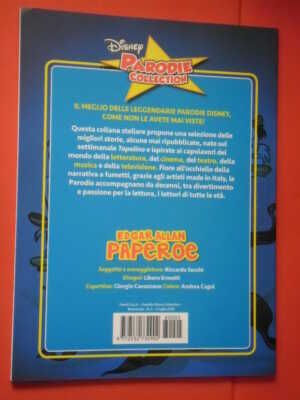 Disney
PARODIE
COLLECTION
IL MEGLIO DELLE LEGGENDARIE PARODIE DISNEY,
COME NON LE AVETE MAI VISTE!
Questa collana stellare propone una selezione delle
migliori storie, alcune mai ripubblicate, nate sul
settimanale Topolino e ispirate ai capolavori del
mondo della letteratura, del cinema, del teatro, della
musica e della televisione. Fiore all'occhiello della
narrativa a fumetti, grazie agli artisti made in Italy, le
Parodie accompagnano da decenni, tra divertimento
e passione per la lettura, i lettori di tutte le età.
EDGAR ALLAN
PAPEROE
Soggetto e sceneggiatura: Riccardo Secchi
Disegni: Libero Ermetti
Copertina: Giorgio Cavazzano Colore: Andrea Cagol